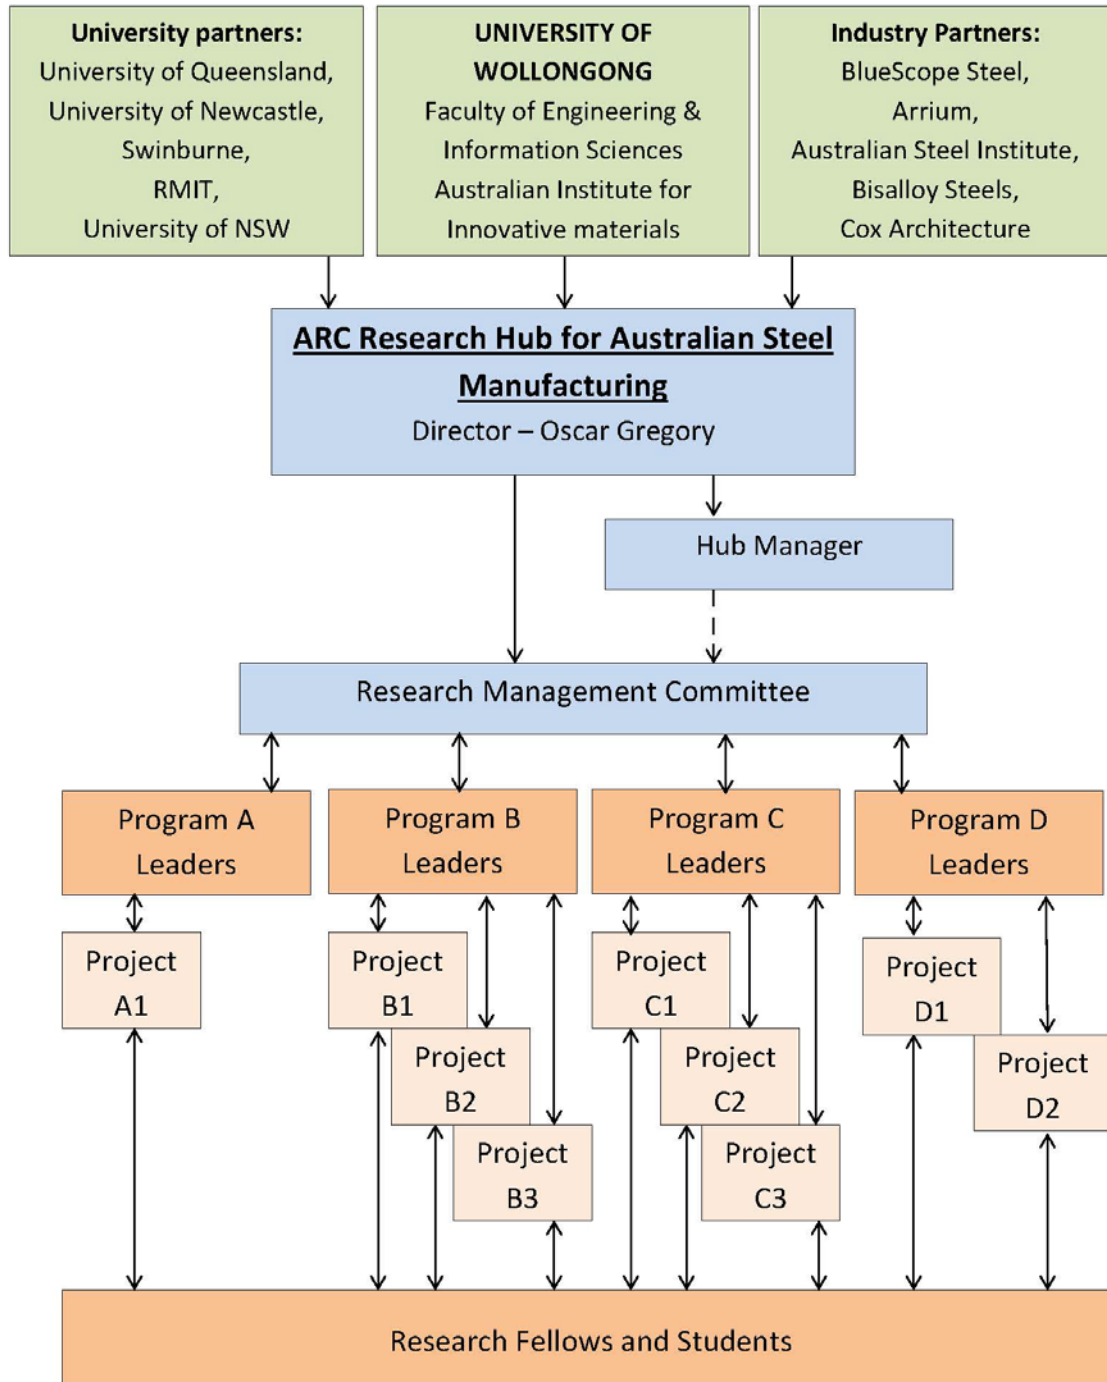 University partners:
University of Queensland,
University of Newcastle,
Swinburne,
RMIT,
University of NSW
UNIVERSITY OF
WOLLONGONG
Faculty of Engineering &
Information Sciences
Australian Institute for
Innovative materials
Industry Partners:
BlueScope Steel,
Arrium,
Australian Steel Institute,
Bisalloy Steels,
Cox Architecture
ARC Research Hub for Australian Steel
Manufacturing
Director – Oscar Gregory
Hub Manager
Research Management Committee
Program A
Leaders
Program B
Leaders
Program C
Leaders
Program D
Leaders
Project
A1
Project
B1
Project
B2
Project
B3
Project
C1
Project
C2
Project
C3
Project
D1
Project
D2
Research Fellows and Students